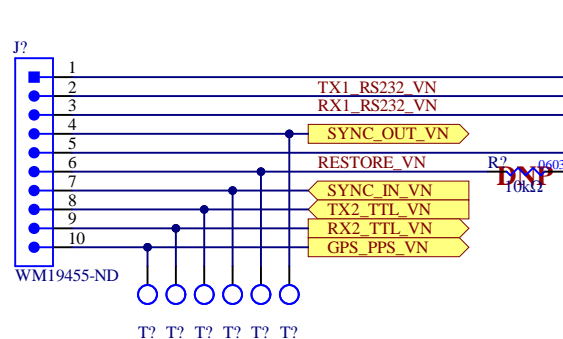 J?
1
2 TX1_RS232_VN
3 RX1_RS232_VN
4 SYNC_OUT_VN
5
6 RESTORE_VN R? DNP 0603 10kΩ
7 SYNC_IN_VN
8 TX2_TTL_VN
9 RX2_TTL_VN
10 GPS_PPS_VN
WM19455-ND
T? T? T? T? T? T?